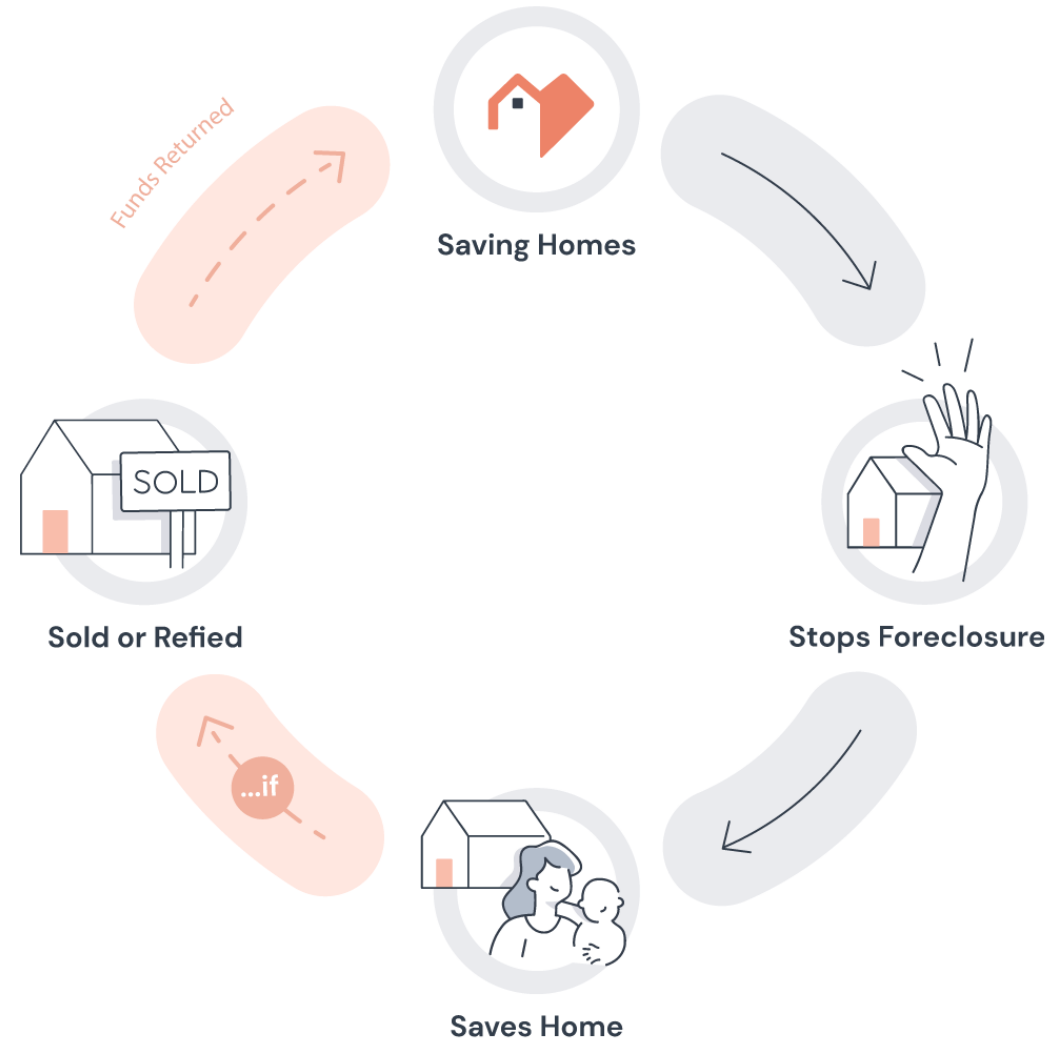 Funds Returned
Saving Homes
SOLD
Sold or Refied
Stops Foreclosure
...if
Saves Home